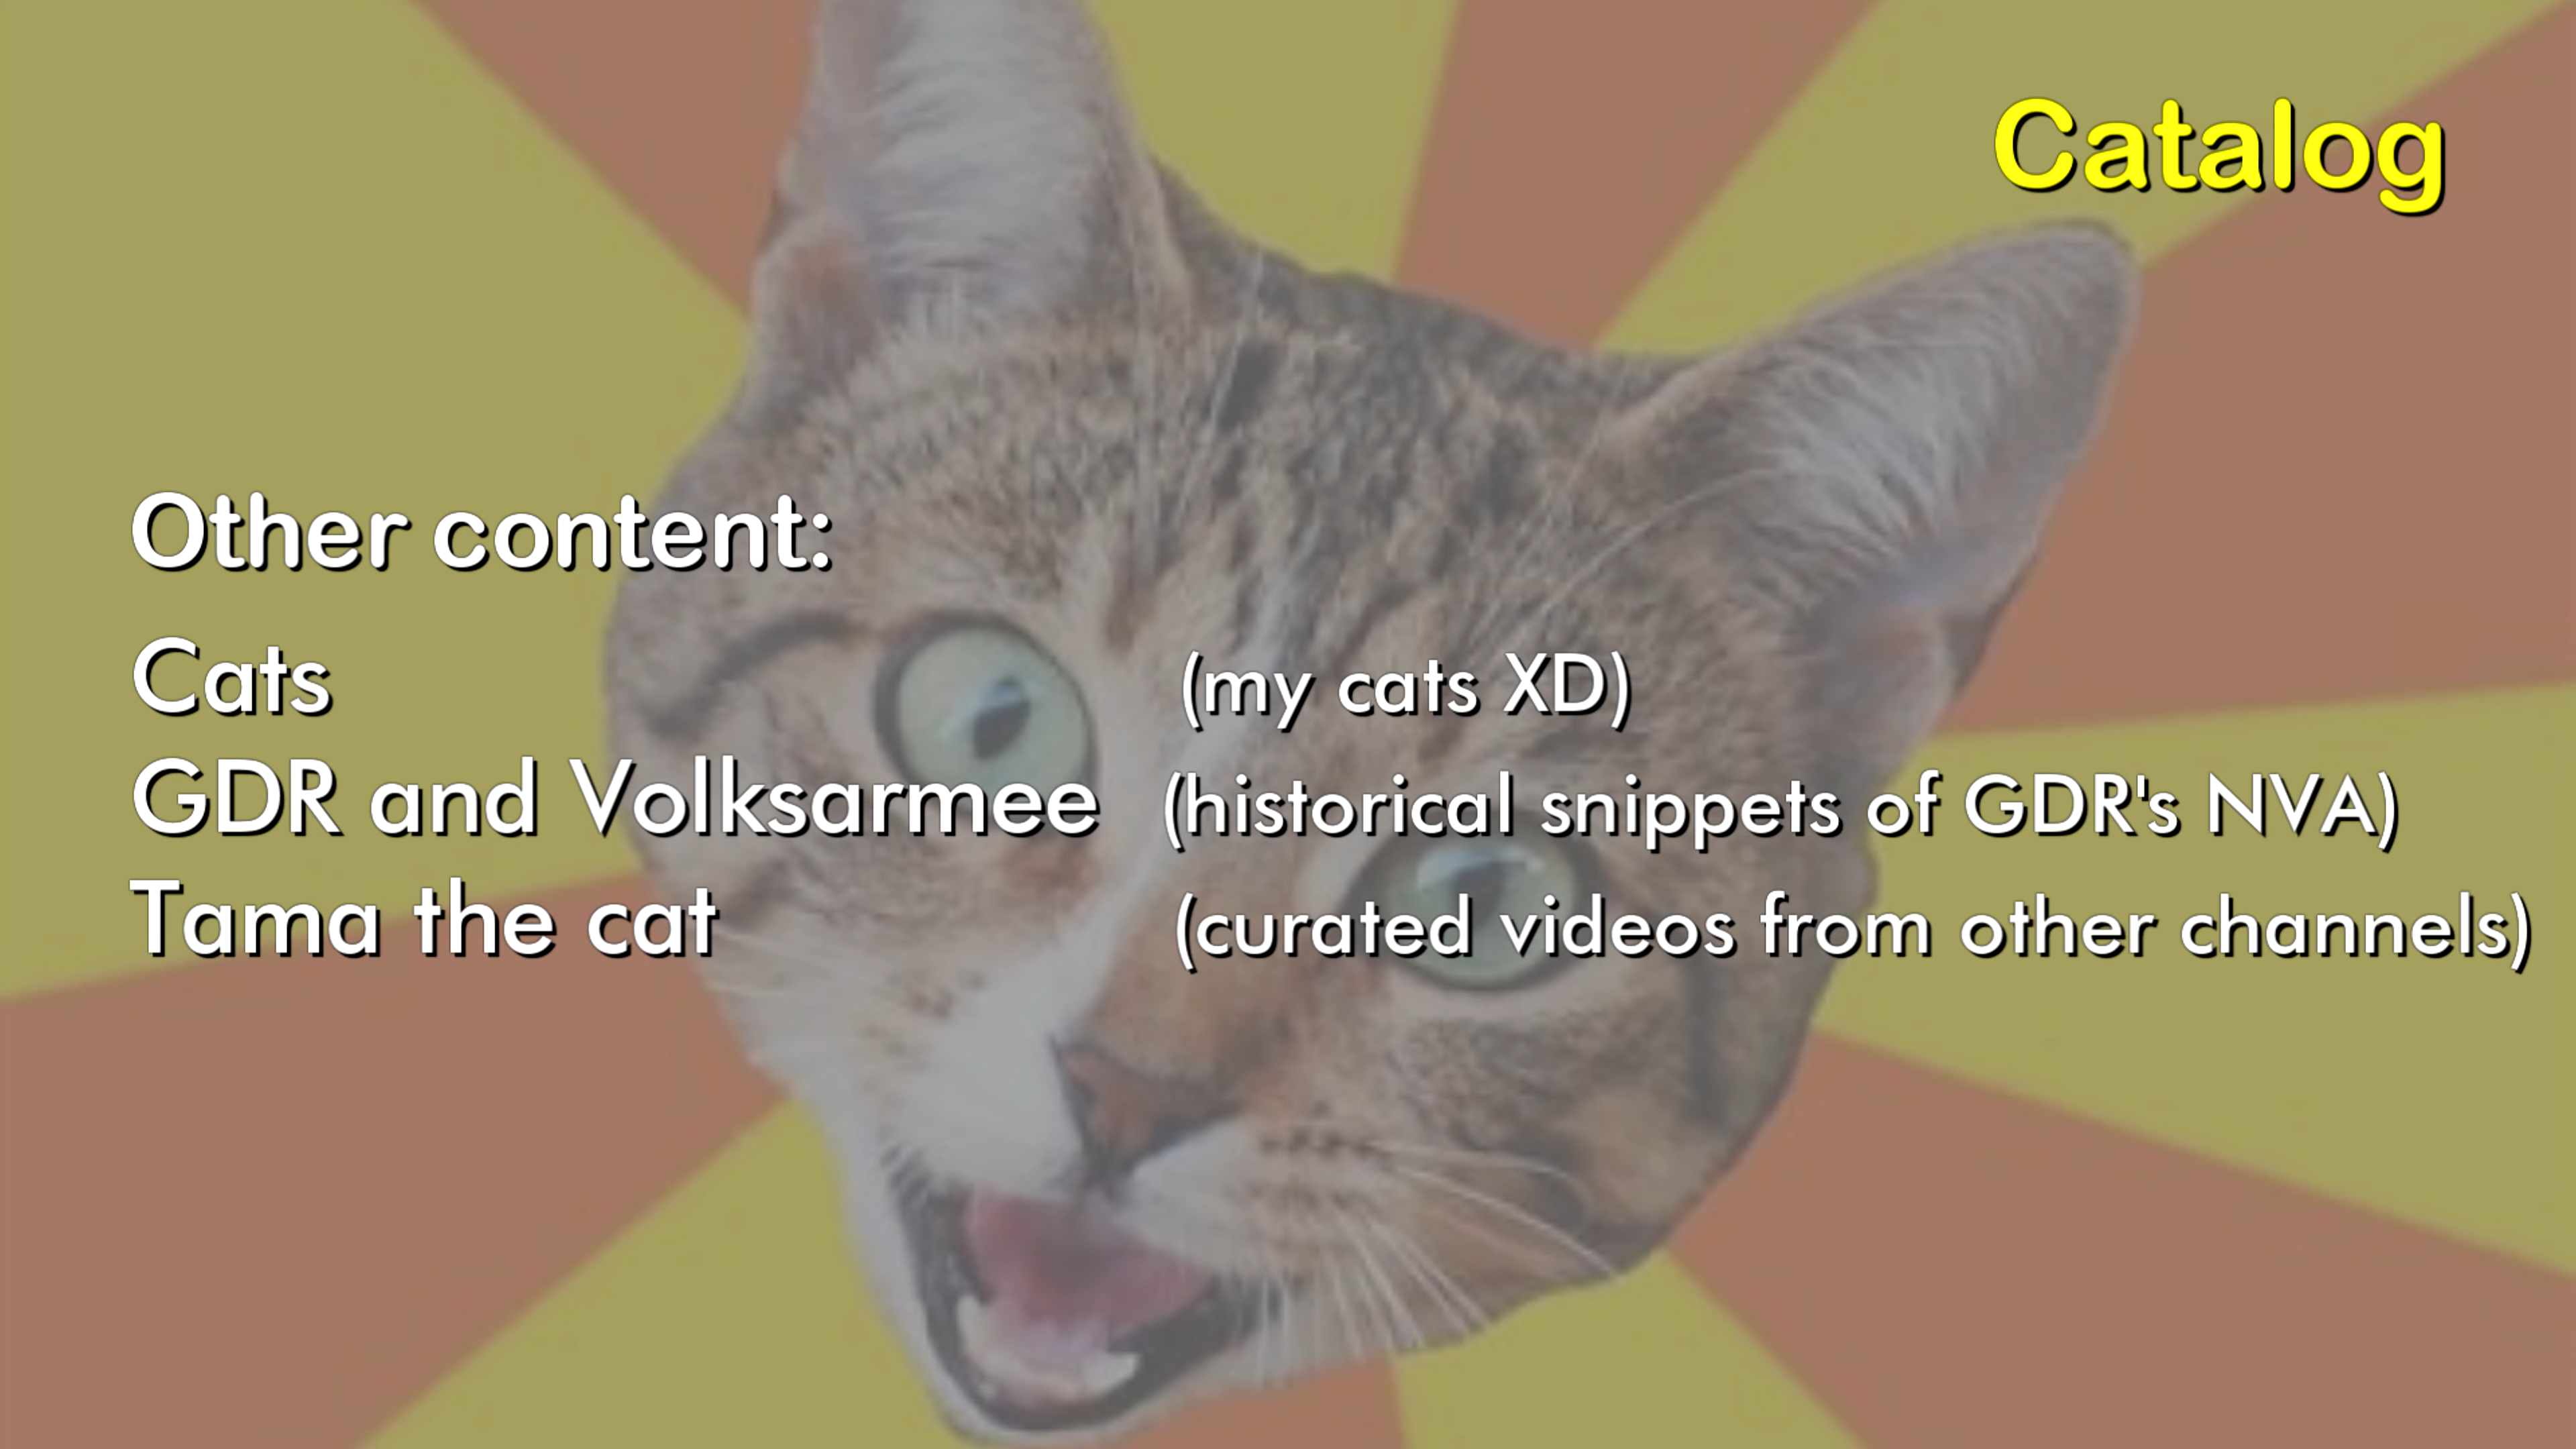 Catalog
Other content:
Cats (my cats XD)
GDR and Volksarmee (historical snippets of GDR's NVA)
Tama the cat (curated videos from other channels)